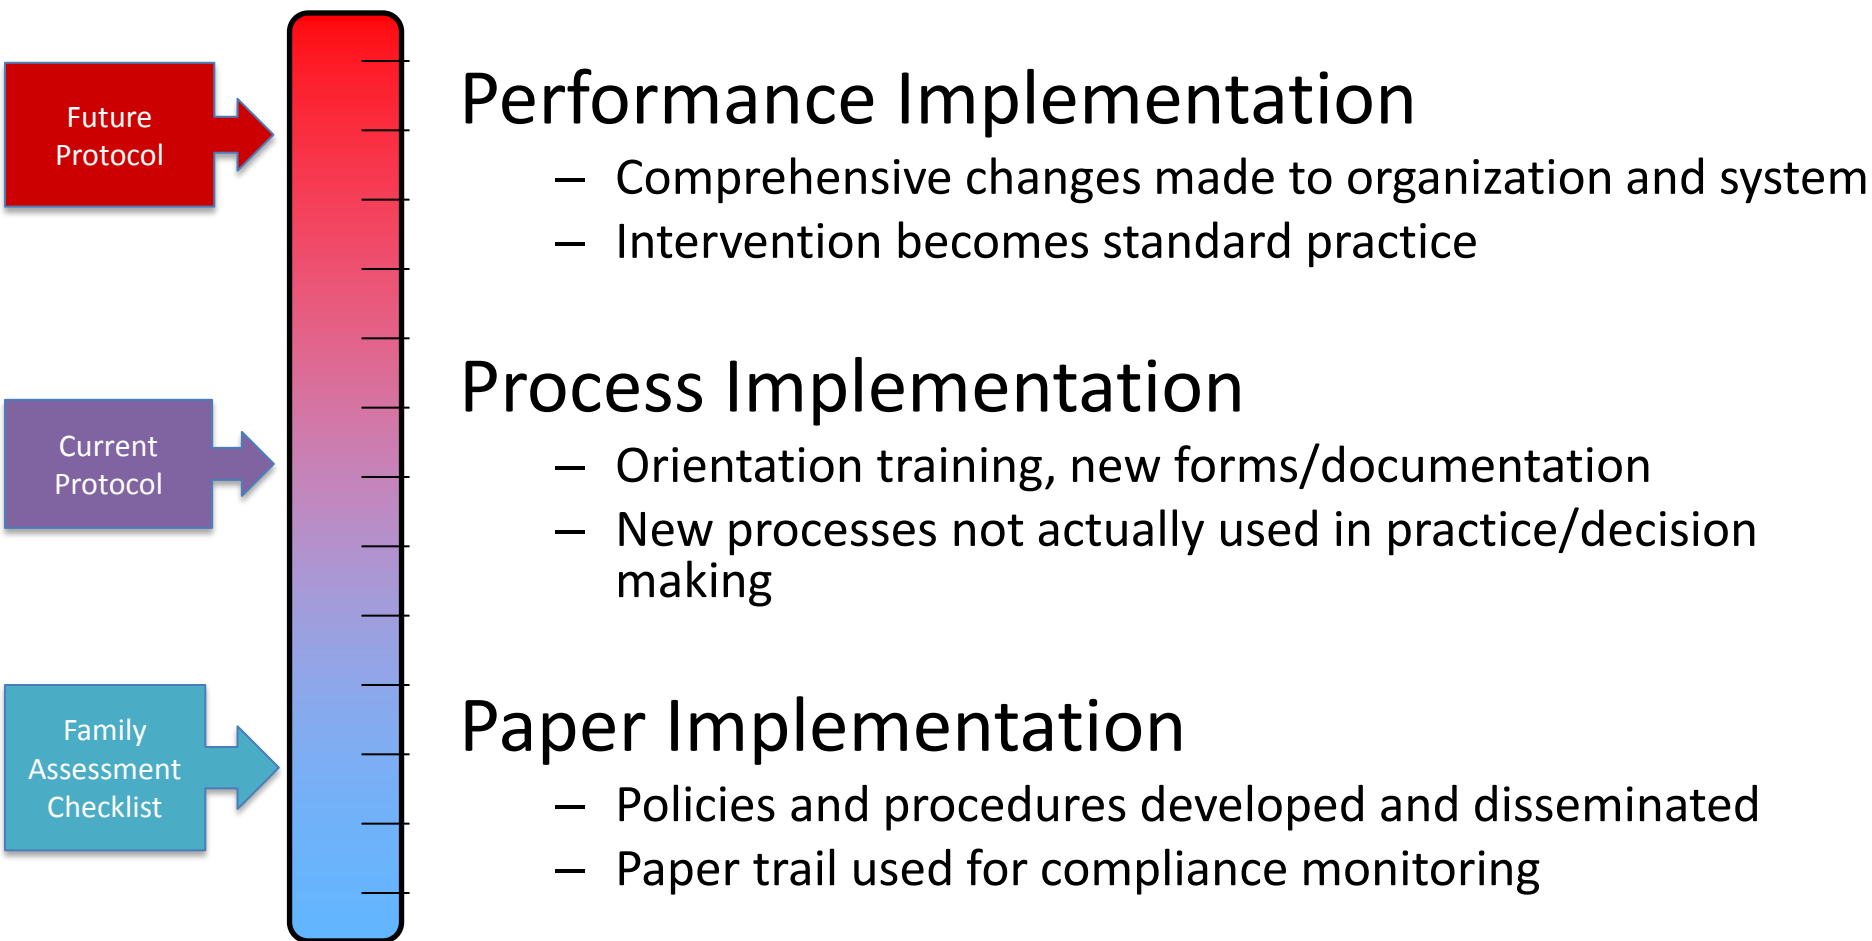 Future
Protocol
Performance Implementation
– Comprehensive changes made to organization and system
– Intervention becomes standard practice
Current
Protocol
Process Implementation
– Orientation training, new forms/documentation
– New processes not actually used in practice/decision
making
Family
Assessment
Checklist
Paper Implementation
– Policies and procedures developed and disseminated
– Paper trail used for compliance monitoring